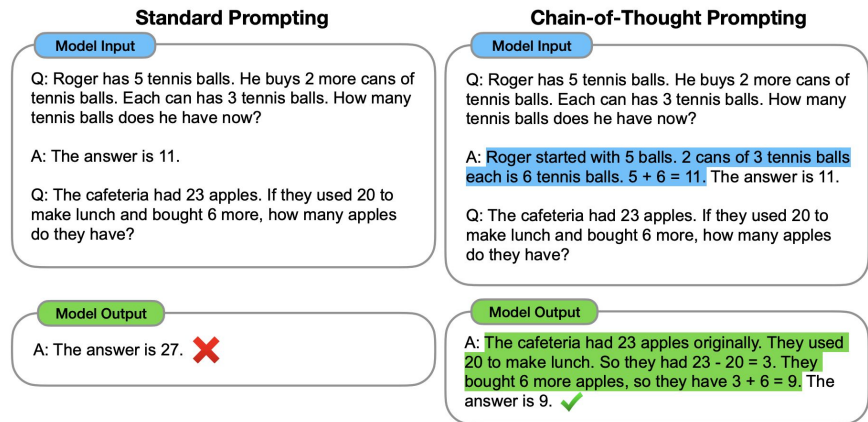 Standard Prompting
Model Input
Q: Roger has 5 tennis balls. He buys 2 more cans of
tennis balls. Each can has 3 tennis balls. How many
tennis balls does he have now?
A: The answer is 11.
Q: The cafeteria had 23 apples. If they used 20 to
make lunch and bought 6 more, how many apples
do they have?
Model Output
A: The answer is 27.
Chain-of-Thought Prompting
Model Input
Q: Roger has 5 tennis balls. He buys 2 more cans of
tennis balls. Each can has 3 tennis balls. How many
tennis balls does he have now?
A: Roger started with 5 balls. 2 cans of 3 tennis balls
each is 6 tennis balls. 5 + 6 = 11. The answer is 11.
Q: The cafeteria had 23 apples. If they used 20 to
make lunch and bought 6 more, how many apples
do they have?
Model Output
A: The cafeteria had 23 apples originally. They used
20 to make lunch. So they had 23 - 20 = 3. They
bought 6 more apples, so they have 3 + 6 = 9. The
answer is 9.